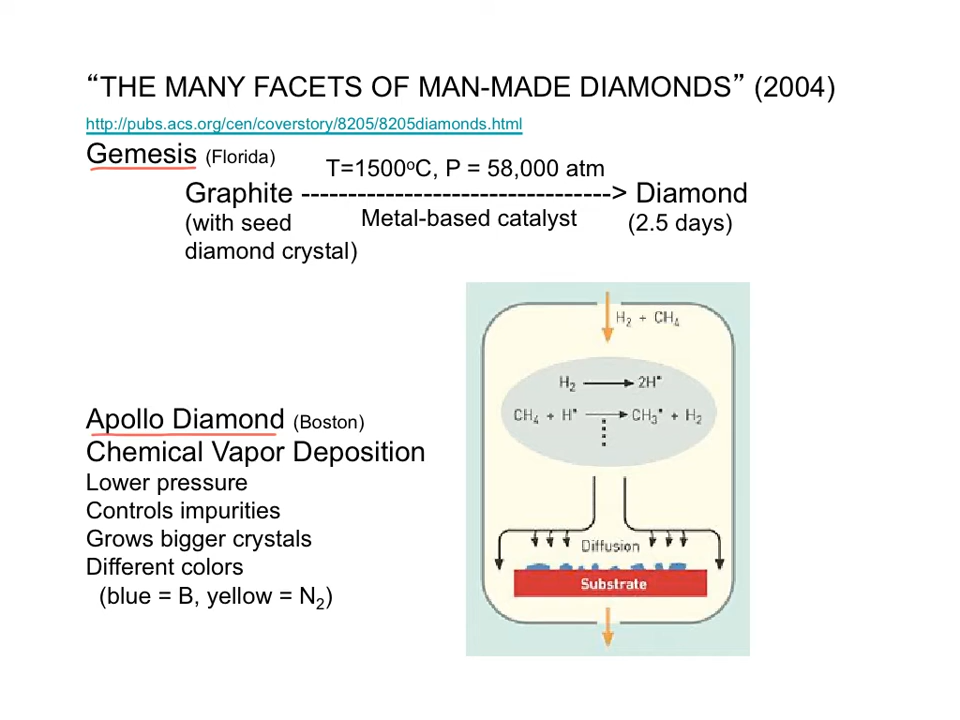 “THE MANY FACETS OF MAN-MADE DIAMONDS” (2004)
http://pubs.acs.org/cen/coverstory/8205/8205diamonds.html
Gemesis (Florida)
T=1500°C, P = 58,000 atm
Graphite ---------------------------------> Diamond
(with seed Metal-based catalyst (2.5 days)
diamond crystal)
H₂ + CH₄
H₂ → 2H•
CH₄ + H• → CH₃• + H₂
Apollo Diamond (Boston)
Chemical Vapor Deposition
Lower pressure
Controls impurities
Grows bigger crystals
Different colors
(blue = B, yellow = N₂)
Diffusion
Substrate